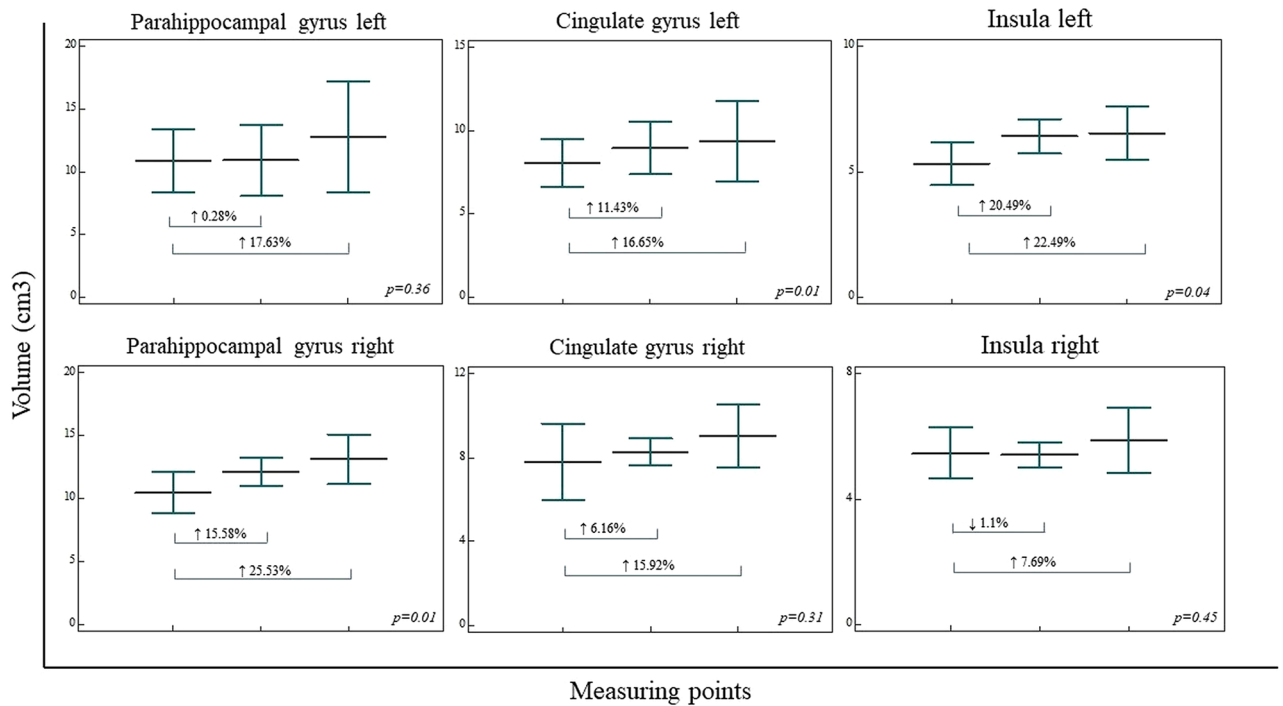 Parahippocampal gyrus left
20
15
10
5
0
↑ 0.28%
↑ 17.63%
p=0.36
Cingulate gyrus left
15
10
5
0
↑ 11.43%
↑ 16.65%
p=0.01
Insula left
10
5
0
↑ 20.49%
↑ 22.49%
p=0.04
Volume (cm3)
Parahippocampal gyrus right
20
15
10
5
0
↑ 15.58%
↑ 25.53%
p=0.01
Cingulate gyrus right
12
8
4
0
↑ 6.16%
↑ 15.92%
p=0.31
Insula right
8
4
0
↓ 1.1%
↑ 7.69%
p=0.45
Measuring points